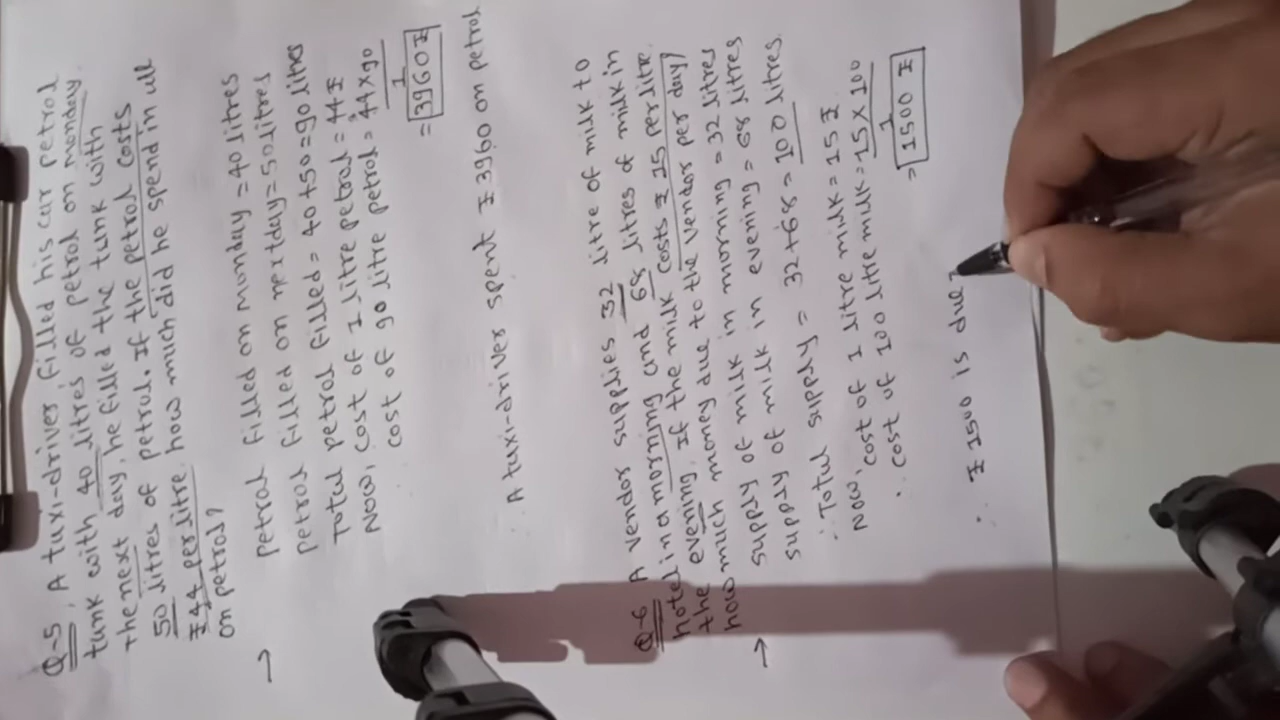 Q-5. A taxi-driver filled his car petrol
tank with 40 litres of petrol on monday.
the next day, he filled the tank with
50 litres of petrol. If the petrol costs
₹44 per litre, how much did he spend in all
on petrol?
→ petrol filled on monday = 40 litres
petrol filled on next day = 50 litres
Total petrol filled = 40+50=90 litres
Now, cost of 1 litre petrol = 44 ₹
cost of 90 litre petrol = 44×90
1
= 3960 ₹
∴ A taxi-driver spent ₹ 3960 on petrol
Q-6 A vendor supplies 32 litre of milk to
hotel in a morning and 68 litres of milk in
the evening. If the milk costs ₹ 15 per litre.
how much money due to the vendor per day?
→ supply of milk in morning = 32 litres
supply of milk in evening = 68 litres
∴ Total supply = 32+68 = 100 litres.
Now, cost of 1 litre milk = 15 ₹
∴ cost of 100 litre milk = 15×100
1
= 1500 ₹
∴ ₹ 1500 is due